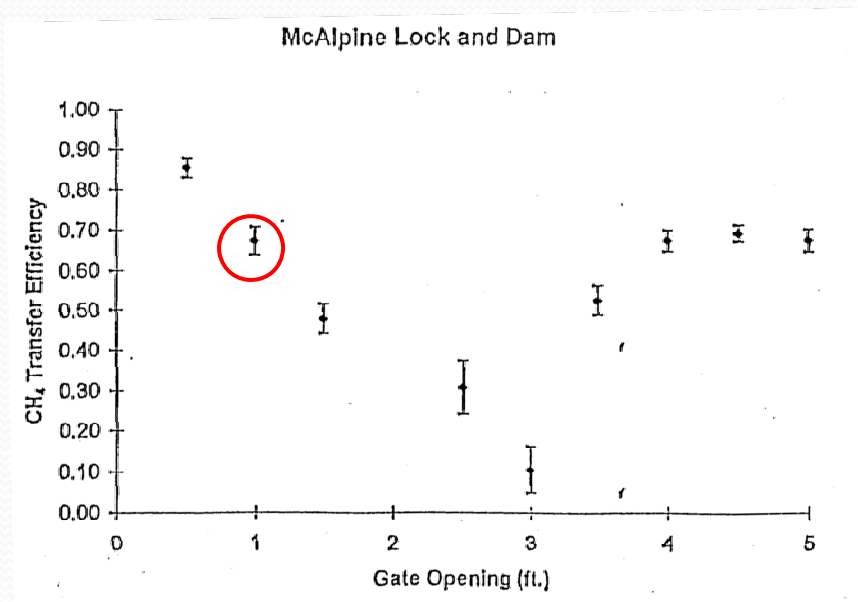 McAlpine Lock and Dam
1.00
0.90
0.80
0.70
0.60
0.50
0.40
0.30
0.20
0.10
0.00
CH₄ Transfer Efficiency
0 1 2 3 4 5
Gate Opening (ft.)